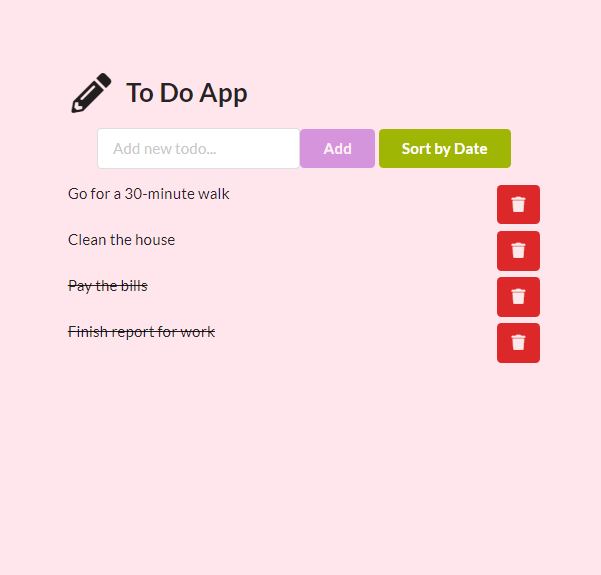 To Do App
Add new todo... Add Sort by Date
Go for a 30-minute walk
Clean the house
Pay the bills
Finish report for work